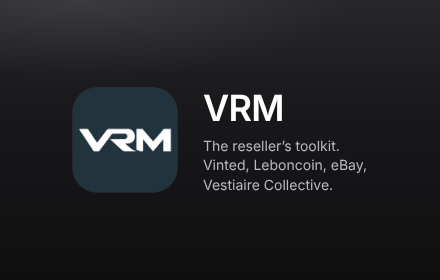 VRM
VRM
The reseller's toolkit.
Vinted, Leboncoin, eBay,
Vestiaire Collective.